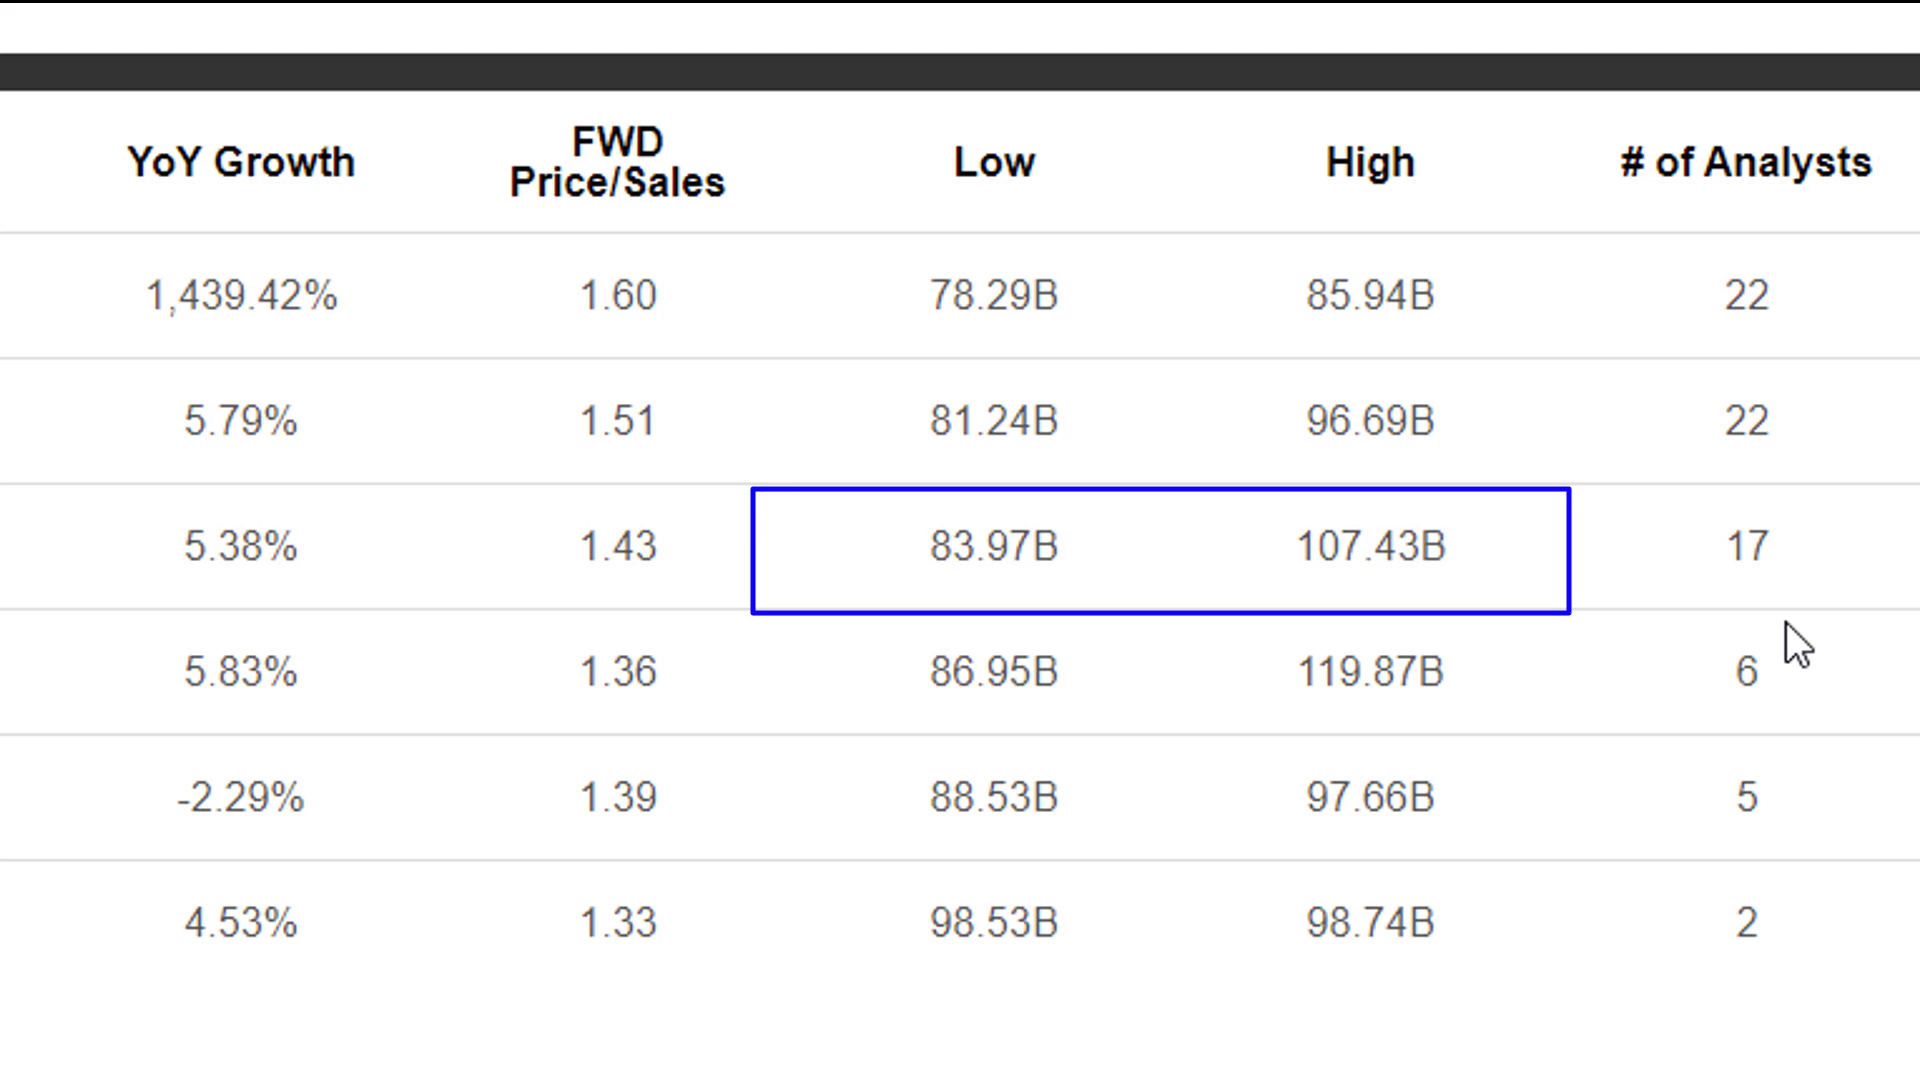 YoY Growth FWD Price/Sales Low High # of Analysts
1,439.42% 1.60 78.29B 85.94B 22
5.79% 1.51 81.24B 96.69B 22
5.38% 1.43 83.97B 107.43B 17
5.83% 1.36 86.95B 119.87B 6
-2.29% 1.39 88.53B 97.66B 5
4.53% 1.33 98.53B 98.74B 2